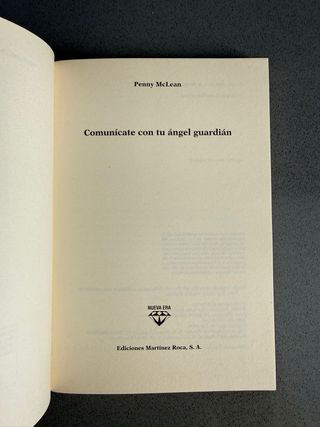 Penny McLean
Comunícate con tu ángel guardián
NUEVA ERA
Ediciones Martínez Roca, S. A.